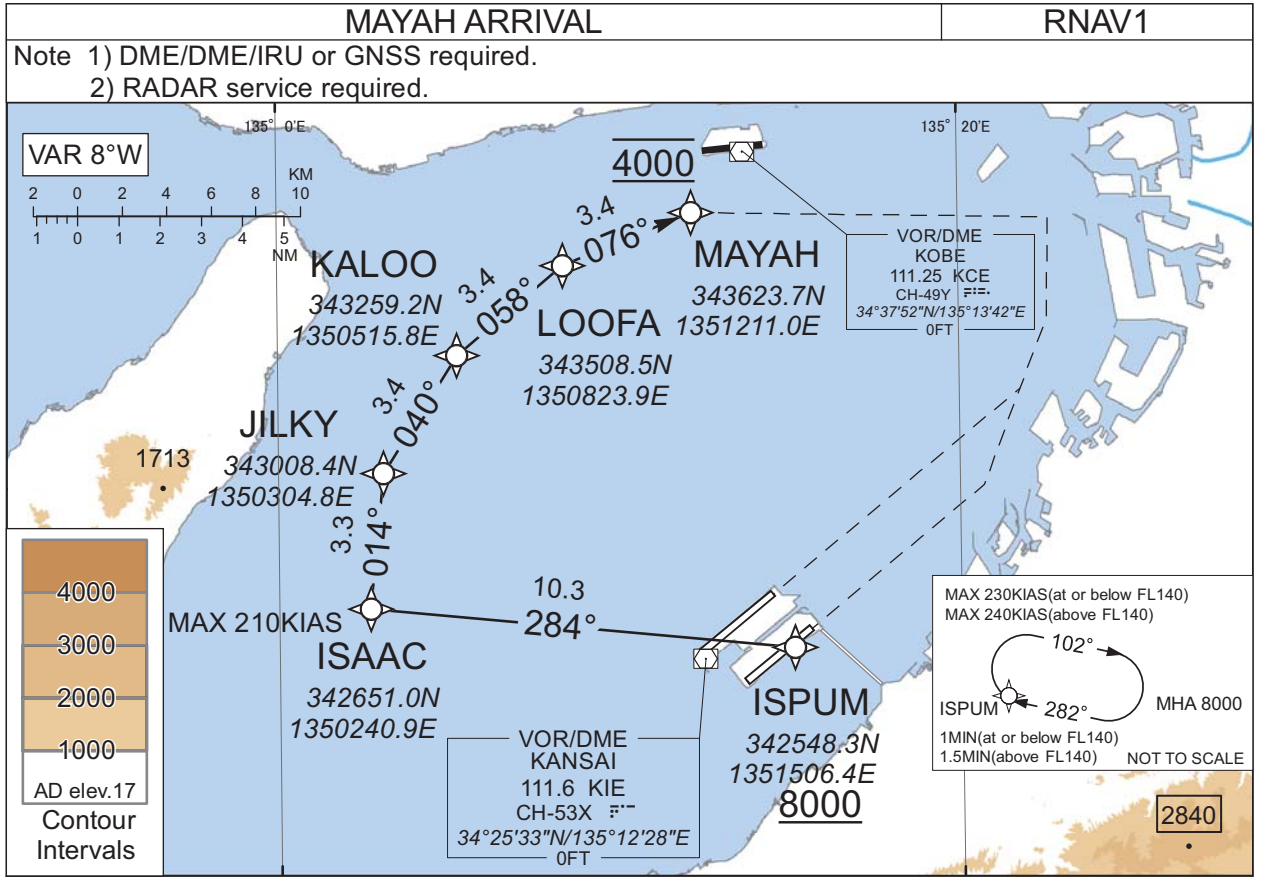 MAYAH ARRIVAL
RNAV1
Note 1) DME/DME/IRU or GNSS required.
2) RADAR service required.
135° 0'E
135° 20'E
VAR 8°W
KM
2 0 2 4 6 8 10
1 0 1 2 3 4 5
NM
4000
3.4
076°
MAYAH
343623.7N
1351211.0E
VOR/DME
KOBE
111.25 KCE
CH-49Y
34°37'52"N/135°13'42"E
0FT
KALOO
343259.2N
1350515.8E
3.4
058°
LOOFA
343508.5N
1350823.9E
3.4
040°
JILKY
343008.4N
1350304.8E
1713
3.3
014°
10.3
284°
MAX 210KIAS
ISAAC
342651.0N
1350240.9E
ISPUM
342548.3N
1351506.4E
8000
VOR/DME
KANSAI
111.6 KIE
CH-53X
34°25'33"N/135°12'28"E
0FT
4000
3000
2000
1000
AD elev.17
Contour
Intervals
MAX 230KIAS(at or below FL140)
MAX 240KIAS(above FL140)
102°
ISPUM
282°
MHA 8000
1MIN(at or below FL140)
1.5MIN(above FL140)
NOT TO SCALE
2840